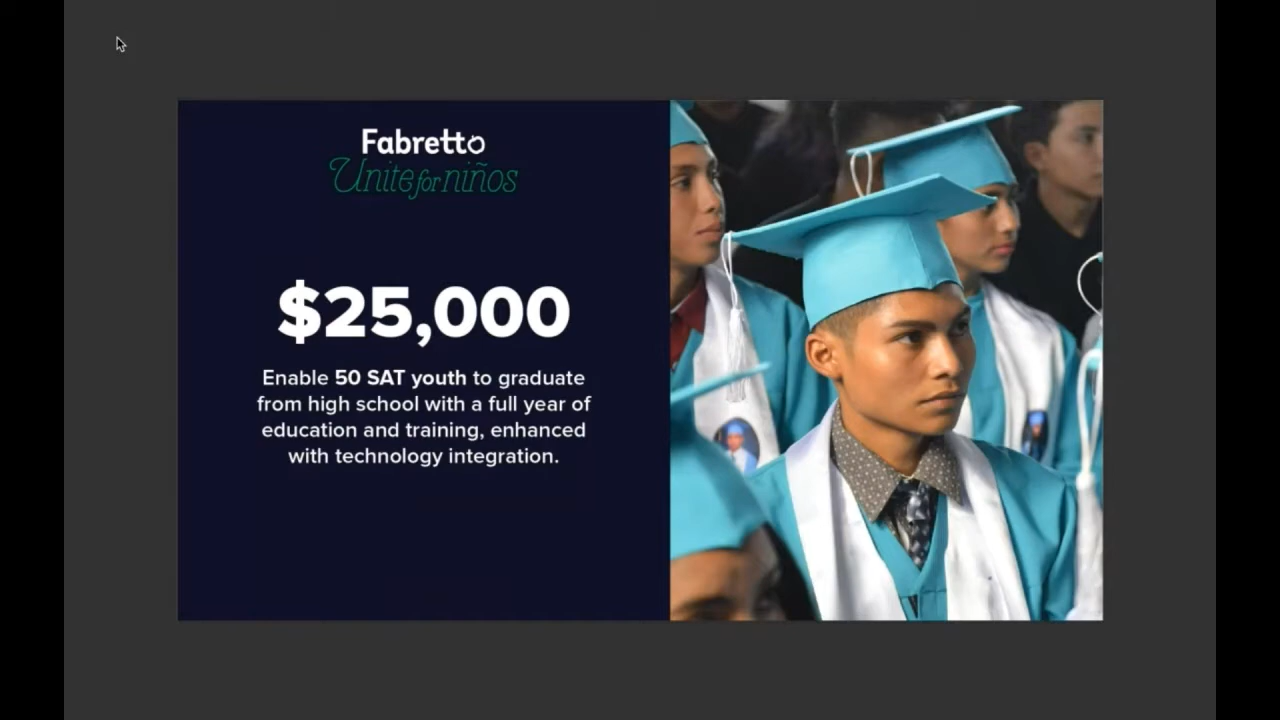 Fabretto
Unite for niños
$25,000
Enable 50 SAT youth to graduate
from high school with a full year of
education and training, enhanced
with technology integration.